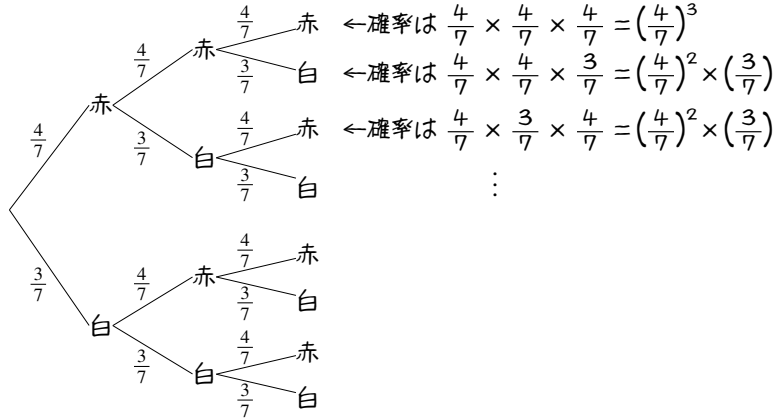 4/7 赤 ←確率は 4/7 × 4/7 × 4/7 = (4/7)^3
4/7 赤
3/7 白 ←確率は 4/7 × 4/7 × 3/7 = (4/7)^2 × (3/7)
4/7 赤
4/7 赤 ←確率は 4/7 × 3/7 × 4/7 = (4/7)^2 × (3/7)
3/7 白
3/7 白
⋮
4/7 赤
4/7 赤
3/7 白
3/7 白
4/7 赤
3/7 白
3/7 白